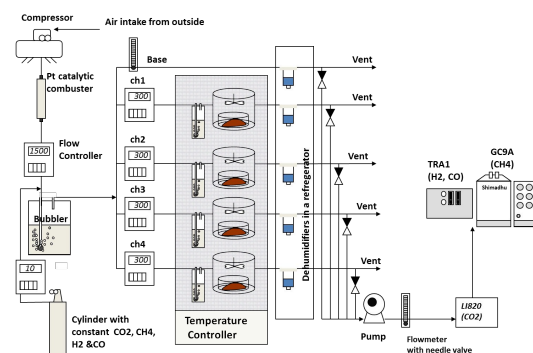 Compressor
Air intake from outside
Pt catalytic
combuster
1500
Flow
Controller
Bubbler
10
Cylinder with
constant CO2, CH4,
H2 &CO
Base
ch1
300
ch2
300
ch3
300
ch4
300
Temperature
Controller
Dehumidifiers in a refregerator
Vent
Vent
Vent
Vent
Vent
Pump
Flowmeter
with needle valve
LI820
(CO2)
TRA1
(H2, CO)
GC9A
(CH4)
Shimadhu